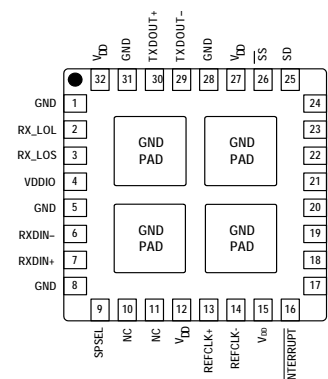 VDD
GND
TXDOUT+
TXDOUT–
GND
VDD
SS
SD
32 31 30 29 28 27 26 25
GND 1
RX_LOL 2
RX_LOS 3
VDDIO 4
GND 5
RXDIN– 6
RXDIN+ 7
GND 8
GND PAD
GND PAD
GND PAD
GND PAD
24
23
22
21
20
19
18
17
9 10 11 12 13 14 15 16
SPSEL
NC
NC
VDD
REFCLK+
REFCLK-
VDD
INTERRUPT